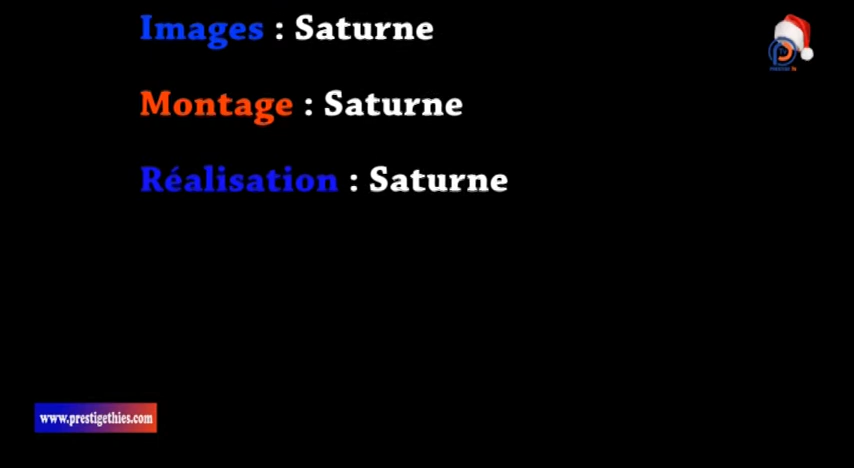 Images : Saturne
Montage : Saturne
Réalisation : Saturne
www.prestigethies.com